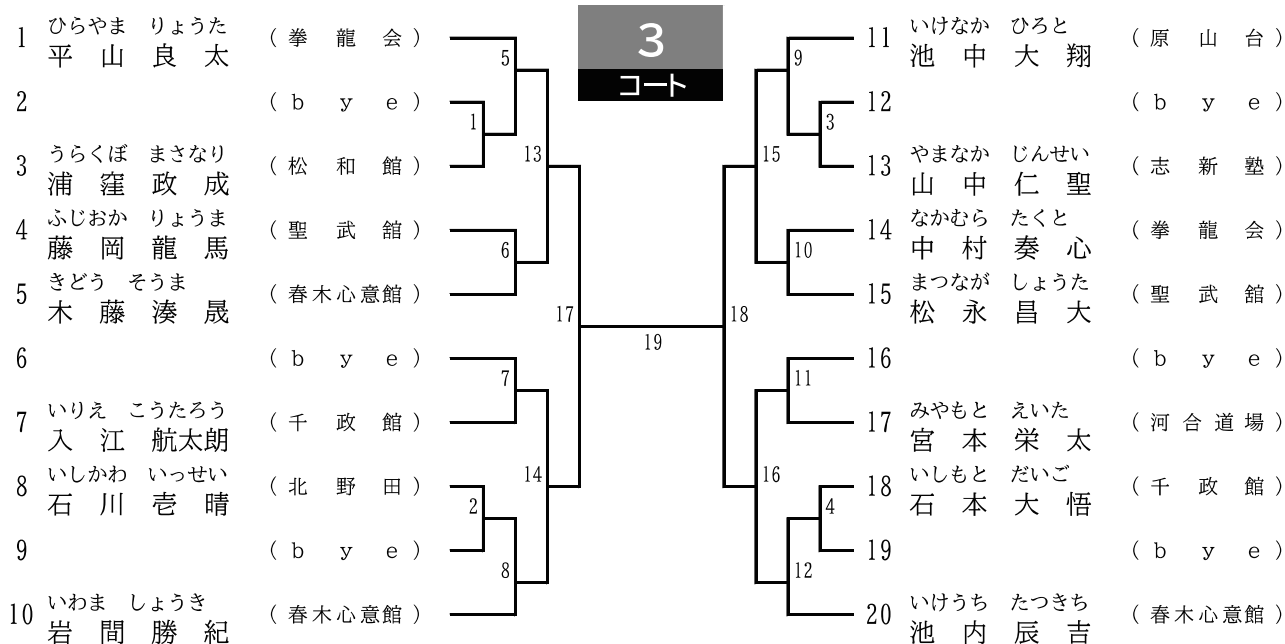 3
コート
ひらやま りょうた
1 平山良太 (拳龍会)
2 (bye)
うらくぼ まさなり
3 浦窪政成 (松和館)
ふじおか りょうま
4 藤岡龍馬 (聖武舘)
きどう そうま
5 木藤湊晟 (春木心意館)
6 (bye)
いりえ こうたろう
7 入江航太朗 (千政館)
いしかわ いっせい
8 石川壱晴 (北野田)
9 (bye)
いわま しょうき
10 岩間勝紀 (春木心意館)
5
1
13
6
17
7
14
2
8
19
9
3
15
10
18
11
16
4
12
いけなか ひろと
11 池中大翔 (原山台)
12 (bye)
やまなか じんせい
13 山中仁聖 (志新塾)
なかむら たくと
14 中村奏心 (拳龍会)
まつなが しょうた
15 松永昌大 (聖武舘)
16 (bye)
みやもと えいた
17 宮本栄太 (河合道場)
いしもと だいご
18 石本大悟 (千政館)
19 (bye)
いけうち たつきち
20 池内辰吉 (春木心意館)